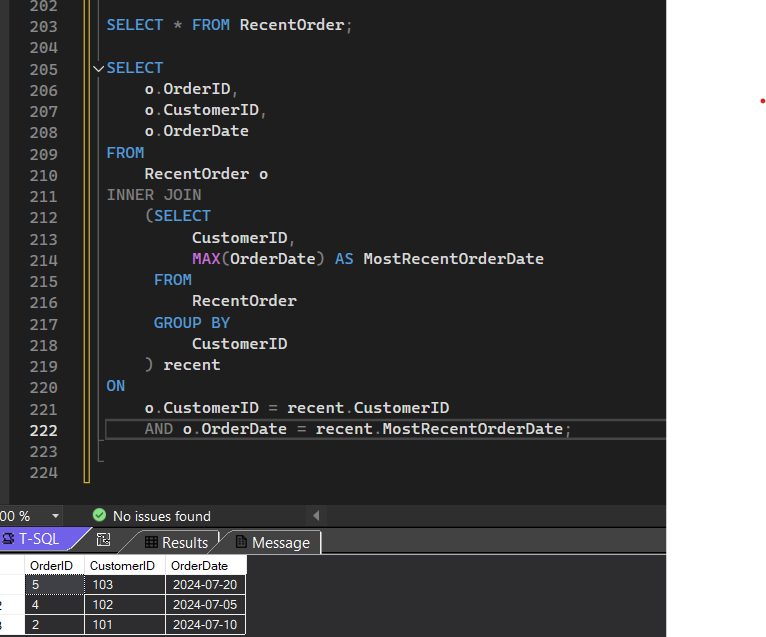 202
203 SELECT * FROM RecentOrder;
204
205 SELECT
206 o.OrderID,
207 o.CustomerID,
208 o.OrderDate
209 FROM
210 RecentOrder o
211 INNER JOIN
212 (SELECT
213 CustomerID,
214 MAX(OrderDate) AS MostRecentOrderDate
215 FROM
216 RecentOrder
217 GROUP BY
218 CustomerID
219 ) recent
220 ON
221 o.CustomerID = recent.CustomerID
222 AND o.OrderDate = recent.MostRecentOrderDate;
223
224
00 % No issues found
T-SQL Results Message
OrderID CustomerID OrderDate
5 103 2024-07-20
2 4 102 2024-07-05
3 2 101 2024-07-10